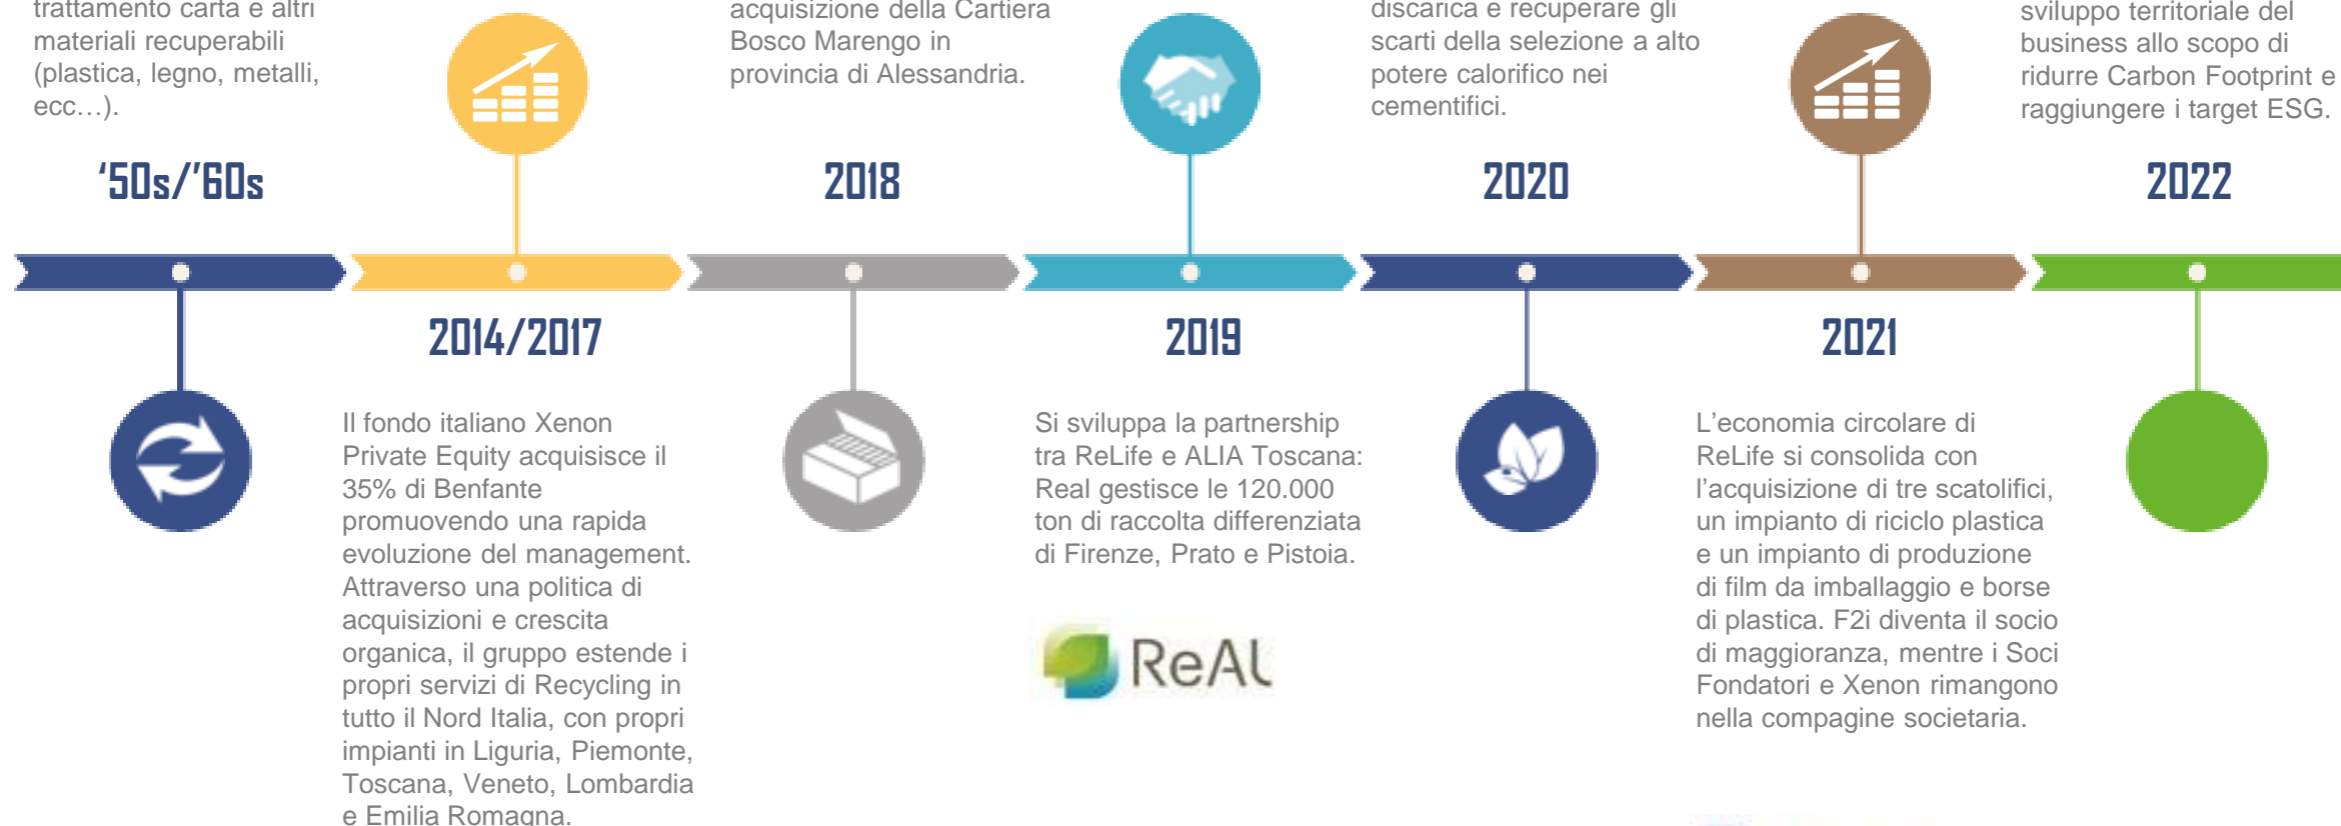 trattamento carta e altri
materiali recuperabili
(plastica, legno, metalli,
ecc…).
'50s/'60s
Il fondo italiano Xenon
Private Equity acquisisce il
35% di Benfante
promuovendo una rapida
evoluzione del management.
Attraverso una politica di
acquisizioni e crescita
organica, il gruppo estende i
propri servizi di Recycling in
tutto il Nord Italia, con propri
impianti in Liguria, Piemonte,
Toscana, Veneto, Lombardia
e Emilia Romagna.
2014/2017
acquisizione della Cartiera
Bosco Marengo in
provincia di Alessandria.
2018
2019
Si sviluppa la partnership
tra ReLife e ALIA Toscana:
Real gestisce le 120.000
ton di raccolta differenziata
di Firenze, Prato e Pistoia.
ReAL
discarica e recuperare gli
scarti della selezione a alto
potere calorifico nei
cementifici.
2020
2021
L'economia circolare di
ReLife si consolida con
l'acquisizione di tre scatolifici,
un impianto di riciclo plastica
e un impianto di produzione
di film da imballaggio e borse
di plastica. F2i diventa il socio
di maggioranza, mentre i Soci
Fondatori e Xenon rimangono
nella compagine societaria.
sviluppo territoriale del
business allo scopo di
ridurre Carbon Footprint e
raggiungere i target ESG.
2022